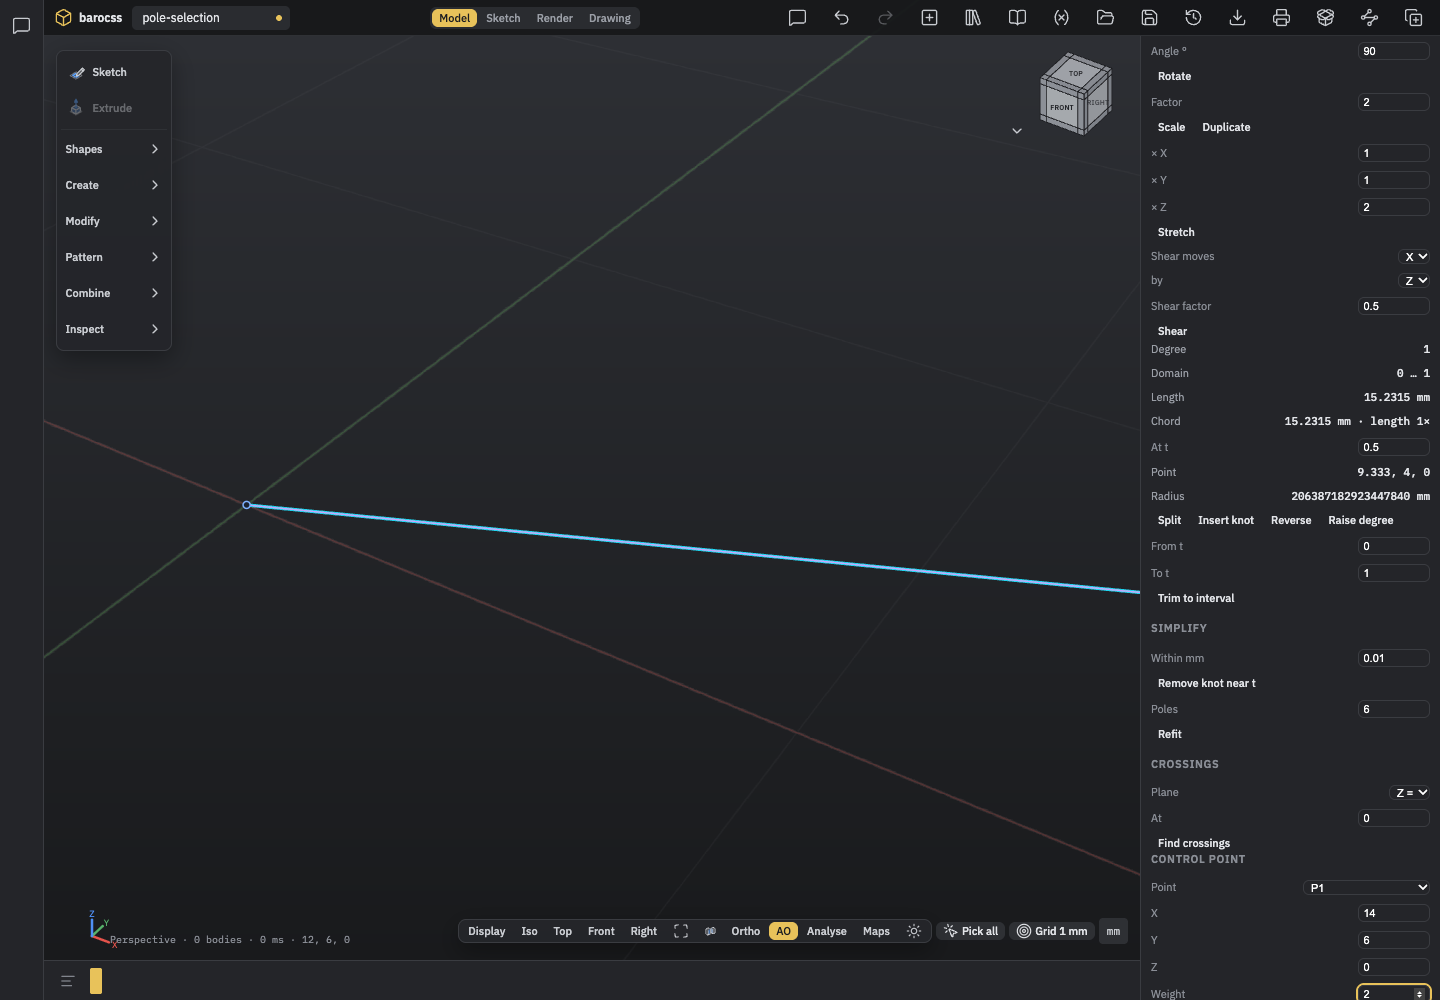 barocss pole-selection Model Sketch Render Drawing
Sketch
Extrude
Shapes
Create
Modify
Pattern
Combine
Inspect
TOP
FRONT RIGHT
Z
Y
X
Perspective · 0 bodies · 0 ms · 12, 6, 0
Display Iso Top Front Right Ortho AO Analyse Maps Pick all Grid 1 mm mm
Angle ° 90
Rotate
Factor 2
Scale Duplicate
× X 1
× Y 1
× Z 2
Stretch
Shear moves X
by Z
Shear factor 0.5
Shear
Degree 1
Domain 0 … 1
Length 15.2315 mm
Chord 15.2315 mm · length 1×
At t 0.5
Point 9.333, 4, 0
Radius 206387182923447840 mm
Split Insert knot Reverse Raise degree
From t 0
To t 1
Trim to interval
SIMPLIFY
Within mm 0.01
Remove knot near t
Poles 6
Refit
CROSSINGS
Plane Z =
At 0
Find crossings
CONTROL POINT
Point P1
X 14
Y 6
Z 0
Weight 2